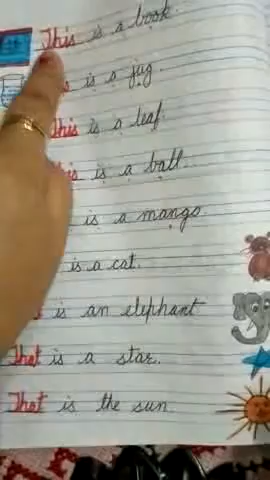 This is a book.
is a jug.
This is a leaf.
is a ball.
is a mango
is a cat.
is an elephant
That is a star.
That is the sun